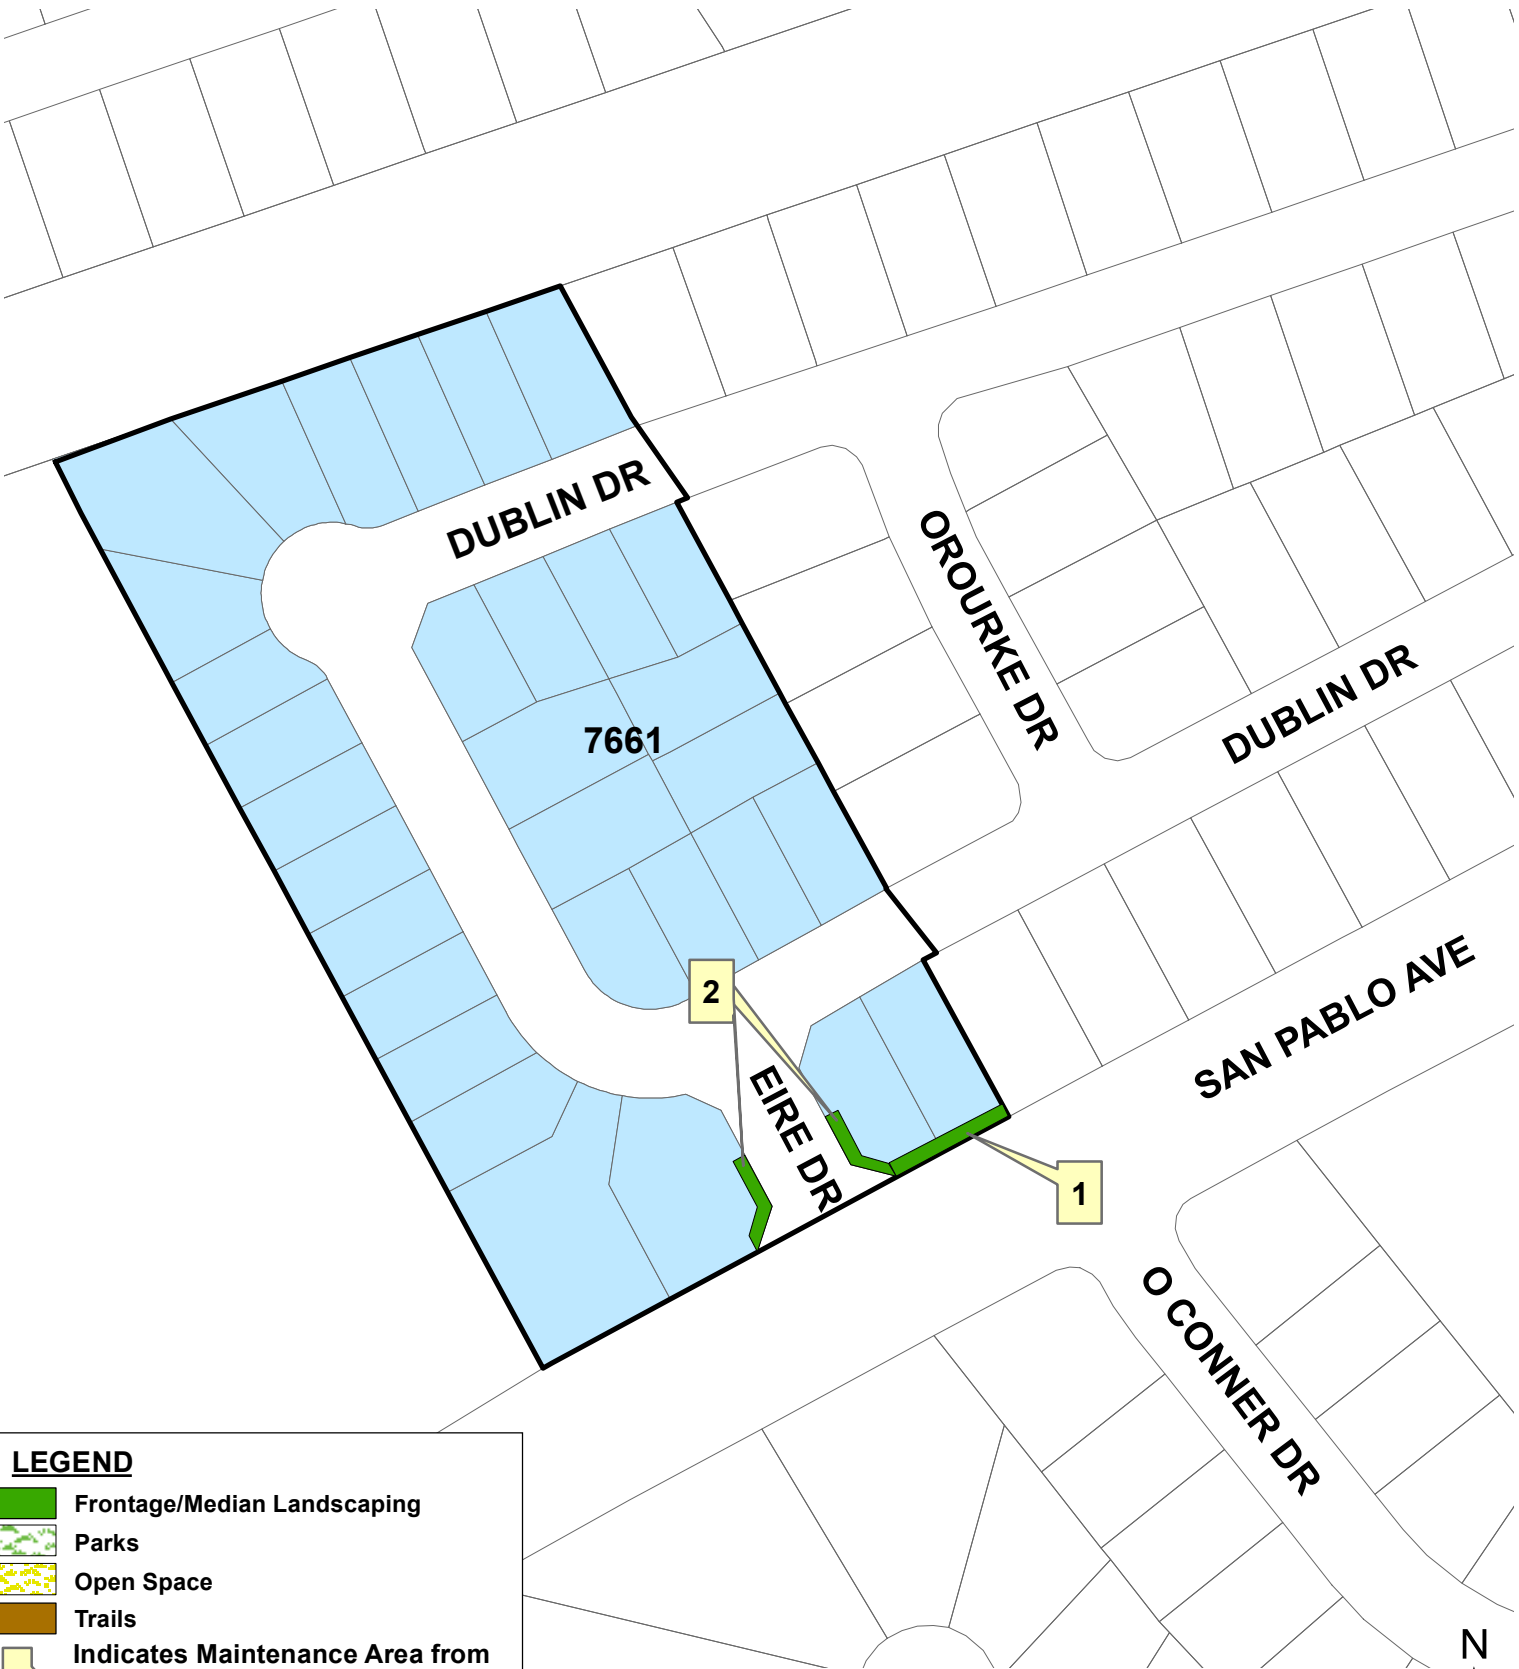 DUBLIN DR
OROURKE DR
DUBLIN DR
7661
SAN PABLO AVE
2
EIRE DR
1
O CONNER DR
LEGEND
Frontage/Median Landscaping
Parks
Open Space
Trails
Indicates Maintenance Area from
N